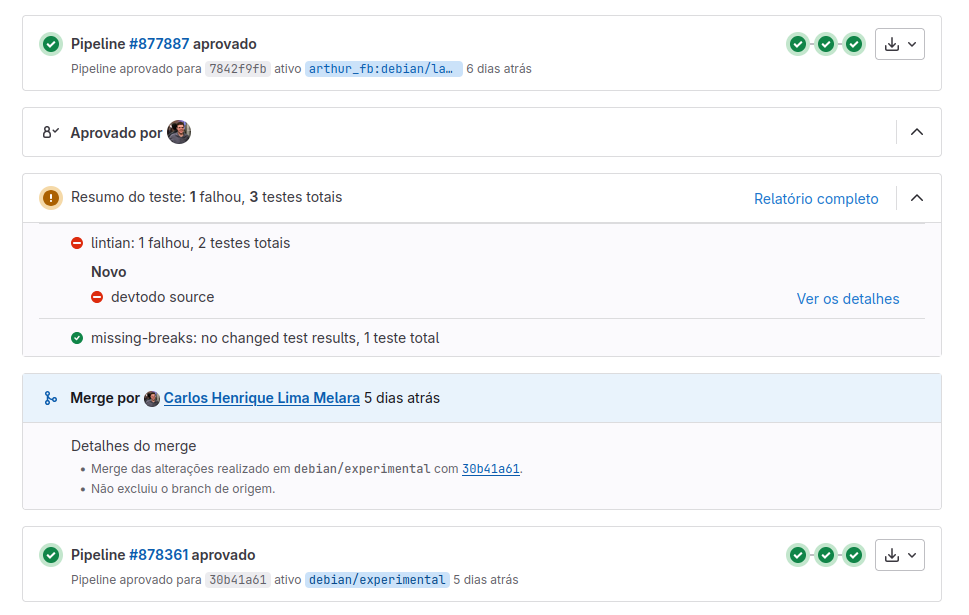 Pipeline #877887 aprovado
Pipeline aprovado para 7842f9fb ativo arthur_fb:debian/la… 6 dias atrás
Aprovado por
Resumo do teste: 1 falhou, 3 testes totais
Relatório completo
lintian: 1 falhou, 2 testes totais
Novo
devtodo source
Ver os detalhes
missing-breaks: no changed test results, 1 teste total
Merge por Carlos Henrique Lima Melara 5 dias atrás
Detalhes do merge
• Merge das alterações realizado em debian/experimental com 30b41a61.
• Não excluiu o branch de origem.
Pipeline #878361 aprovado
Pipeline aprovado para 30b41a61 ativo debian/experimental 5 dias atrás